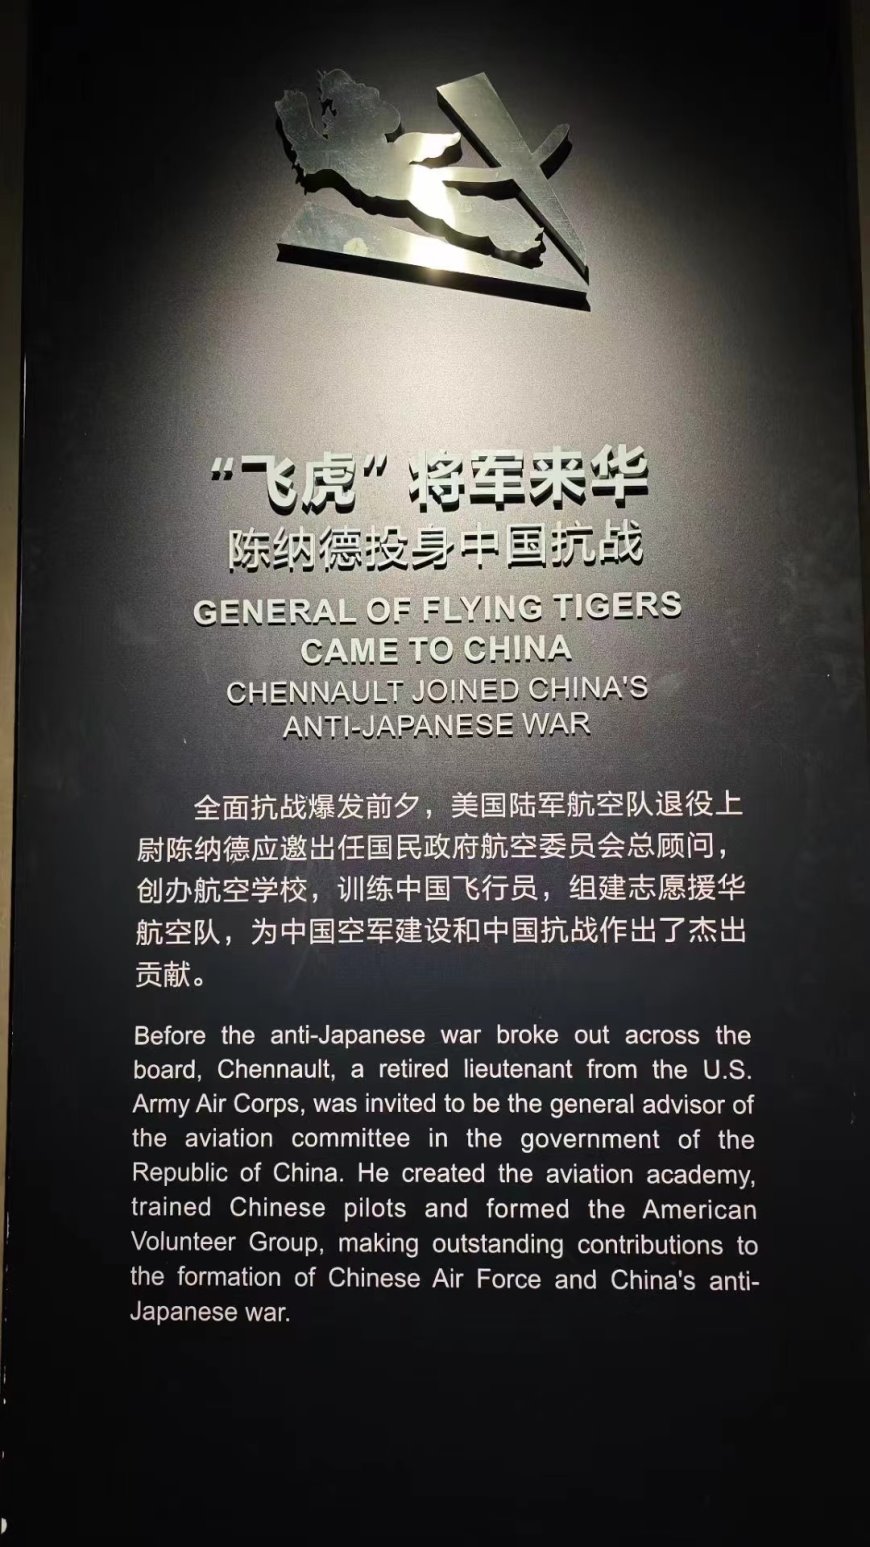 “飞虎”将军来华
陈纳德投身中国抗战
GENERAL OF FLYING TIGERS
CAME TO CHINA
CHENNAULT JOINED CHINA'S
ANTI-JAPANESE WAR
全面抗战爆发前夕，美国陆军航空队退役上
尉陈纳德应邀出任国民政府航空委员会总顾问，
创办航空学校，训练中国飞行员，组建志愿援华
航空队，为中国空军建设和中国抗战作出了杰出
贡献。
Before the anti-Japanese war broke out across the
board, Chennault, a retired lieutenant from the U.S.
Army Air Corps, was invited to be the general advisor of
the aviation committee in the government of the
Republic of China. He created the aviation academy,
trained Chinese pilots and formed the American
Volunteer Group, making outstanding contributions to
the formation of Chinese Air Force and China's anti-
Japanese war.